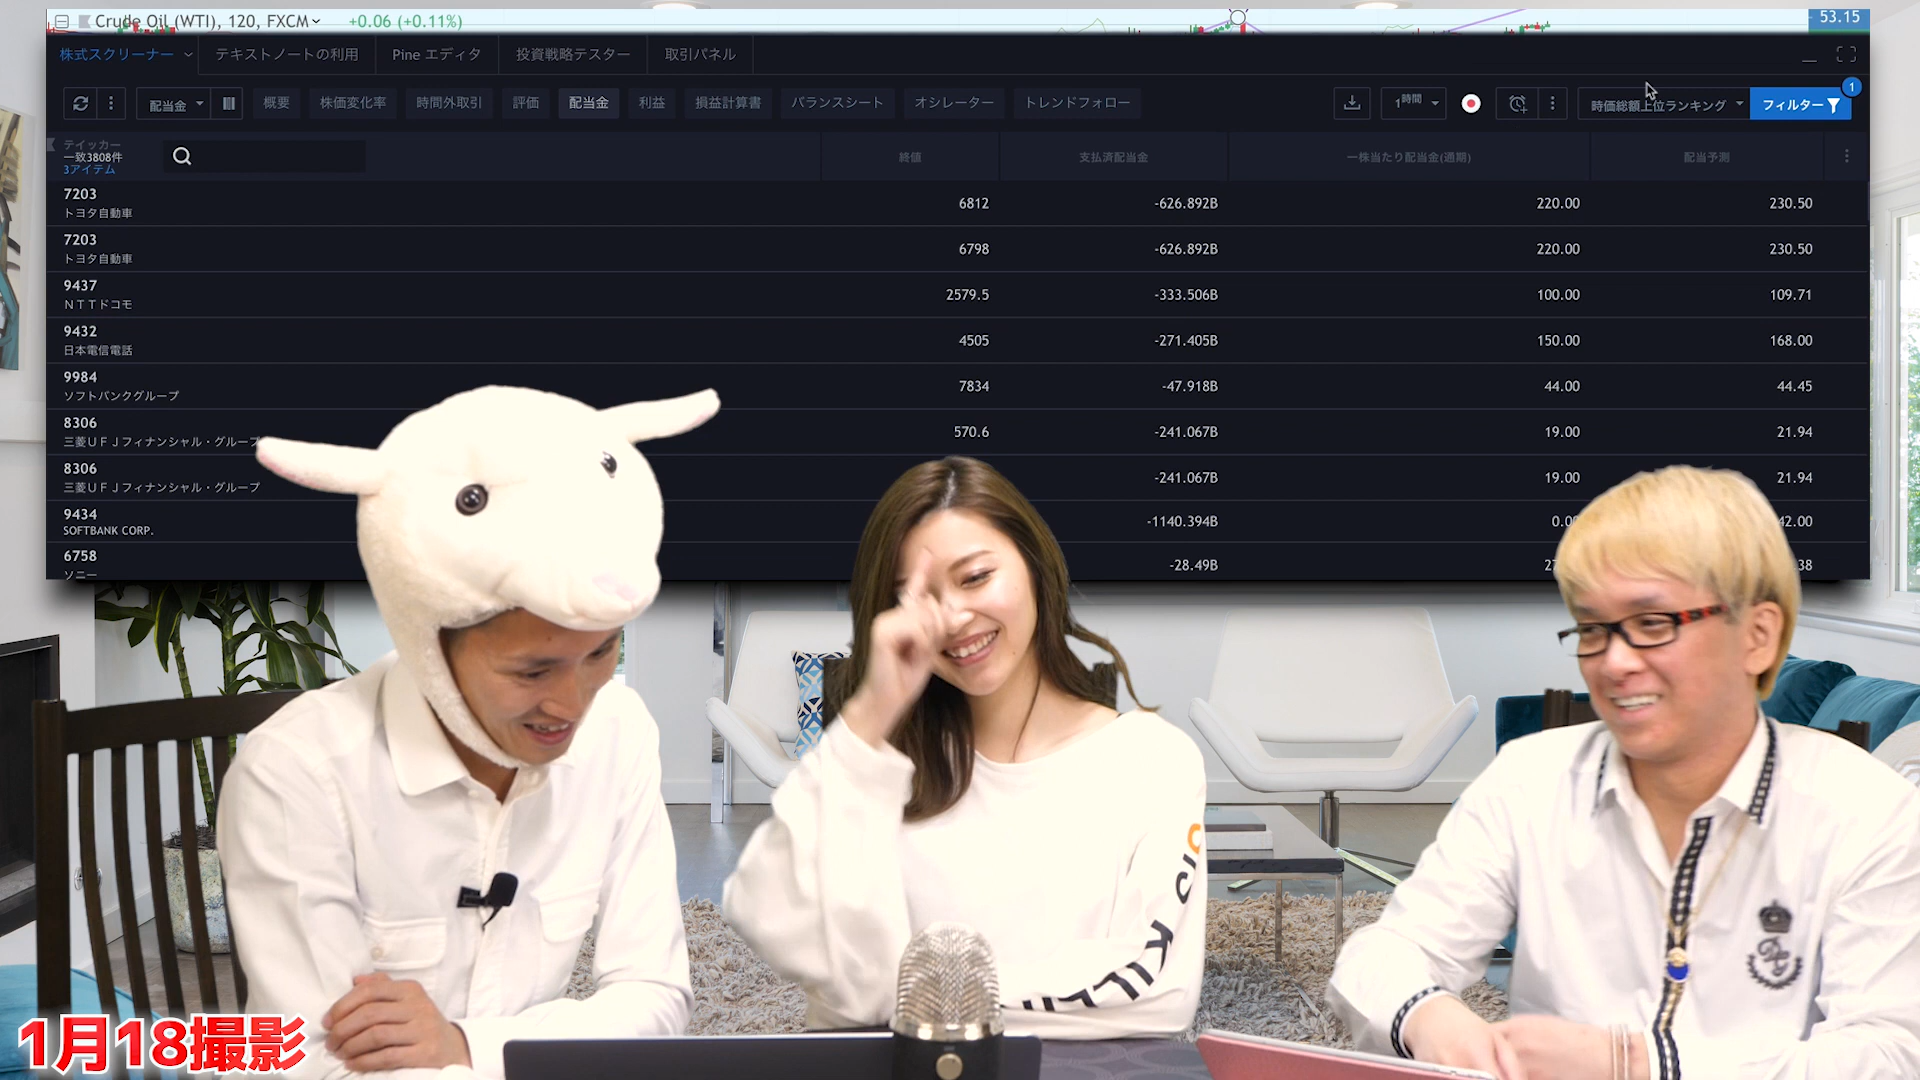 Crude Oil (WTI), 120, FXCM
+0.06 (+0.11%)
53.15
株式スクリーナー
テキストノートの利用
Pine エディタ
投資戦略テスター
取引パネル
配当金
概要
株価変化率
時間外取引
評価
配当金
利益
損益計算書
バランスシート
オシレーター
トレンドフォロー
1時間
時価総額上位ランキング
フィルター
1
ティッカー
一致3808件
3アイテム
終値
支払済配当金
一株当たり配当金(通期)
配当予測
7203
トヨタ自動車
6812
-626.892B
220.00
230.50
7203
トヨタ自動車
6798
-626.892B
220.00
230.50
9437
ＮＴＴドコモ
2579.5
-333.506B
100.00
109.71
9432
日本電信電話
4505
-271.405B
150.00
168.00
9984
ソフトバンクグループ
7834
-47.918B
44.00
44.45
8306
三菱ＵＦＪフィナンシャル・グループ
570.6
-241.067B
19.00
21.94
8306
三菱ＵＦＪフィナンシャル・グループ
-241.067B
19.00
21.94
9434
SOFTBANK CORP.
-1140.394B
6758
ソニー
-28.49B
1月18撮影